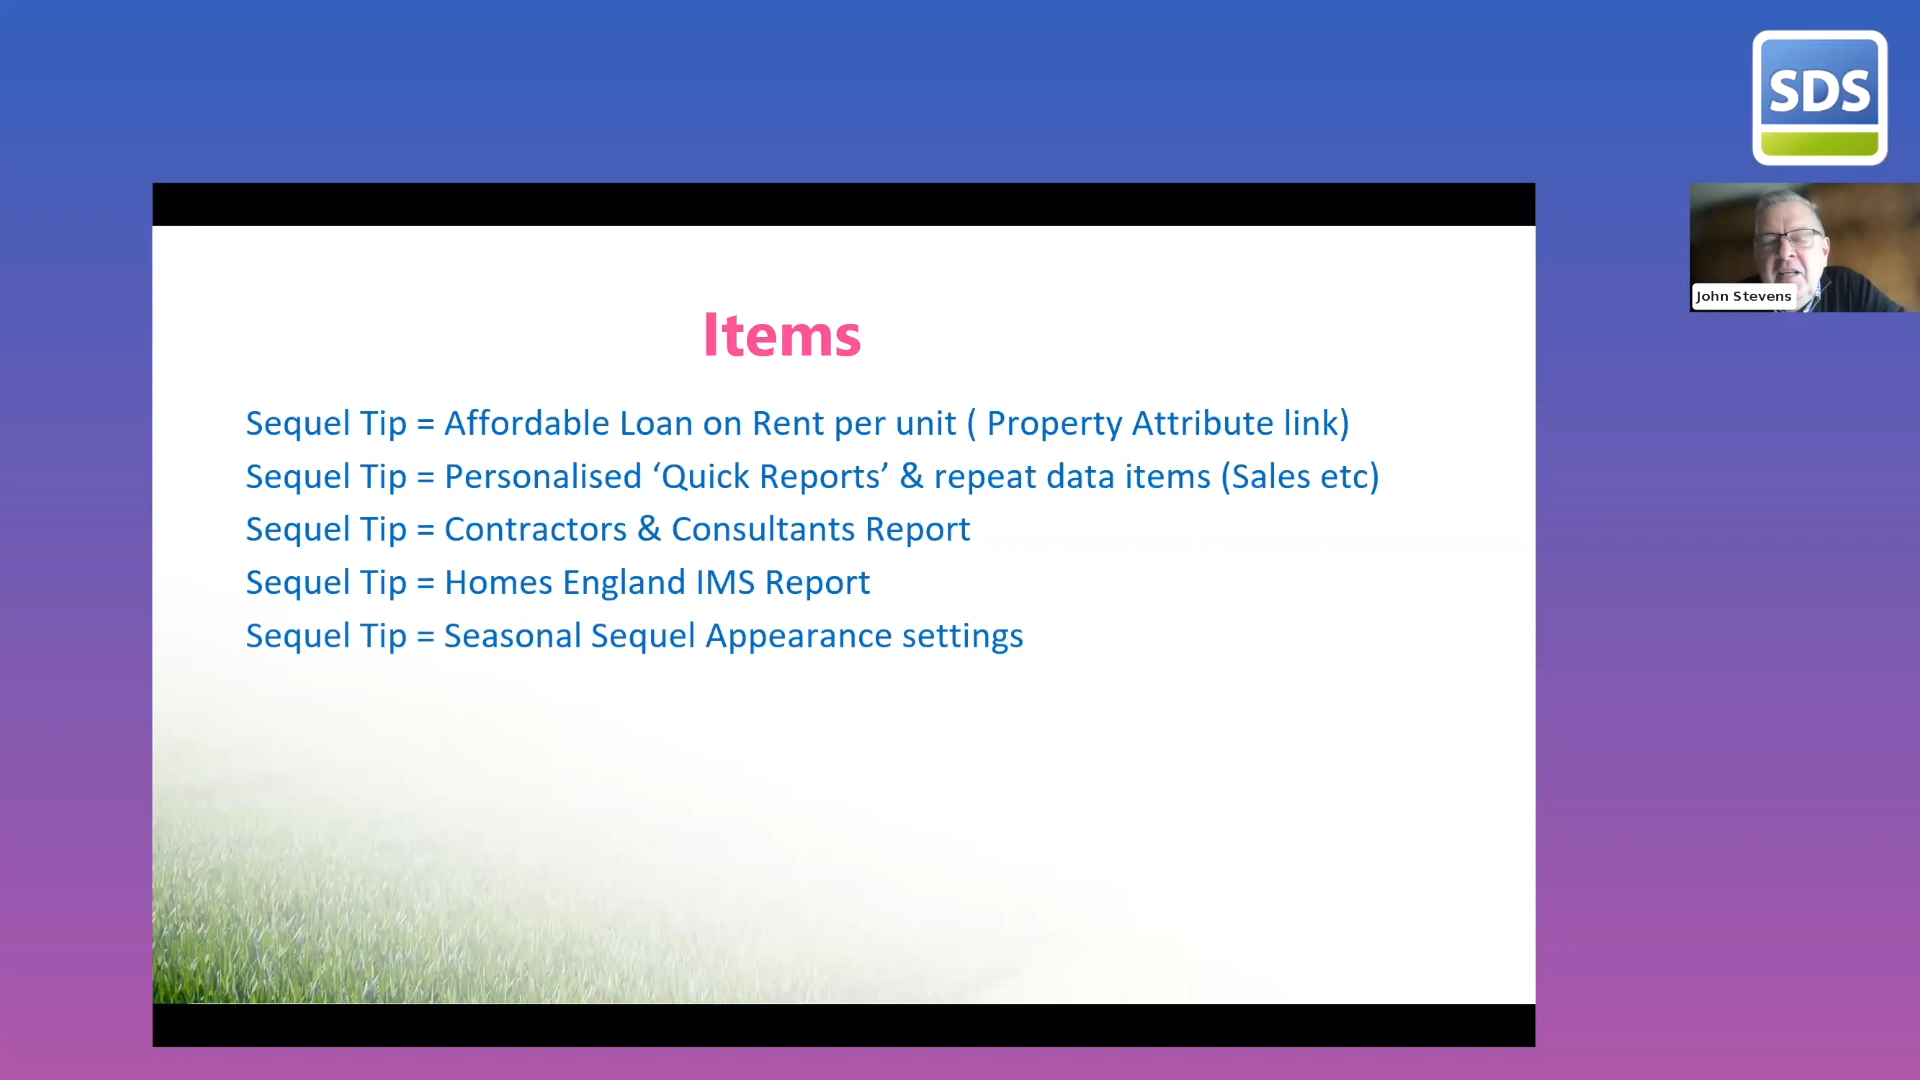 SDS
John Stevens
Items
Sequel Tip = Affordable Loan on Rent per unit ( Property Attribute link)
Sequel Tip = Personalised ‘Quick Reports’ & repeat data items (Sales etc)
Sequel Tip = Contractors & Consultants Report
Sequel Tip = Homes England IMS Report
Sequel Tip = Seasonal Sequel Appearance settings